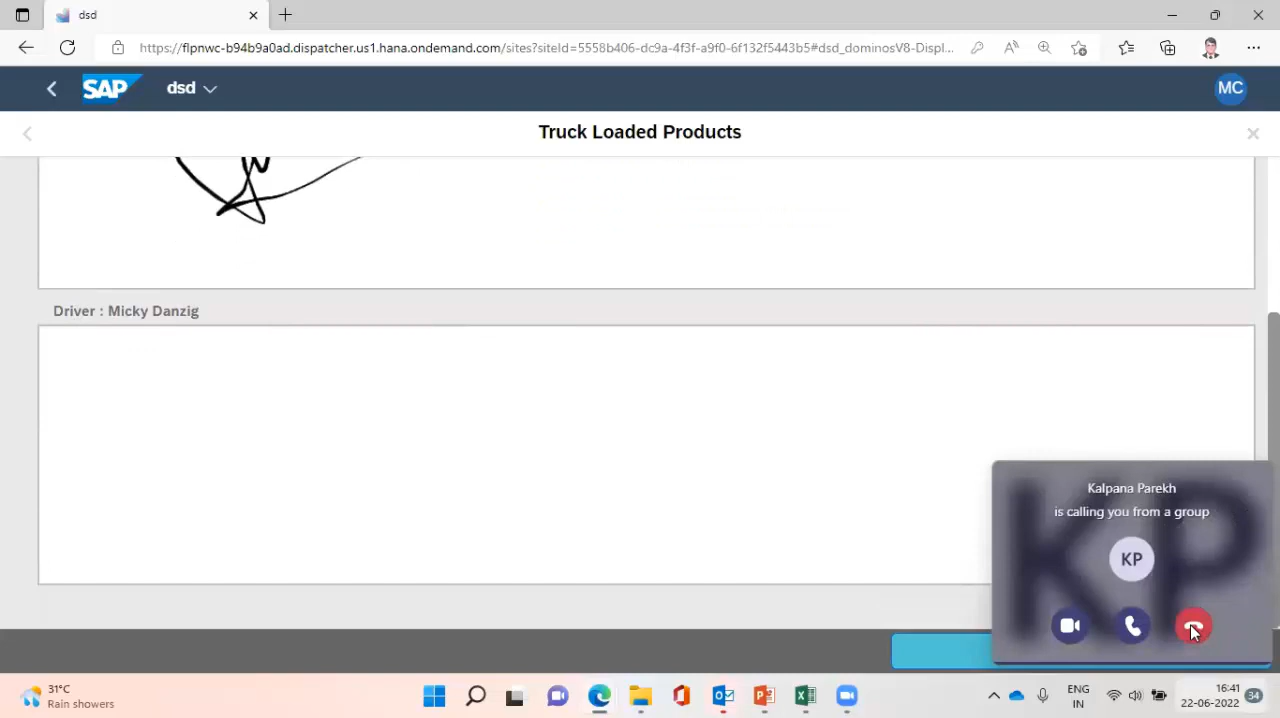 dsd
https://flpnwc-b94b9a0ad.dispatcher.us1.hana.ondemand.com/sites?siteId=5558b406-dc9a-4f3f-a9f0-6f132f5443b5#dsd_dominosV8-Displ...
SAP
dsd
MC
Truck Loaded Products
Driver : Micky Danzig
Kalpana Parekh
is calling you from a group
KP
31°C
Rain showers
ENG
IN
16:41
22-06-2022
34